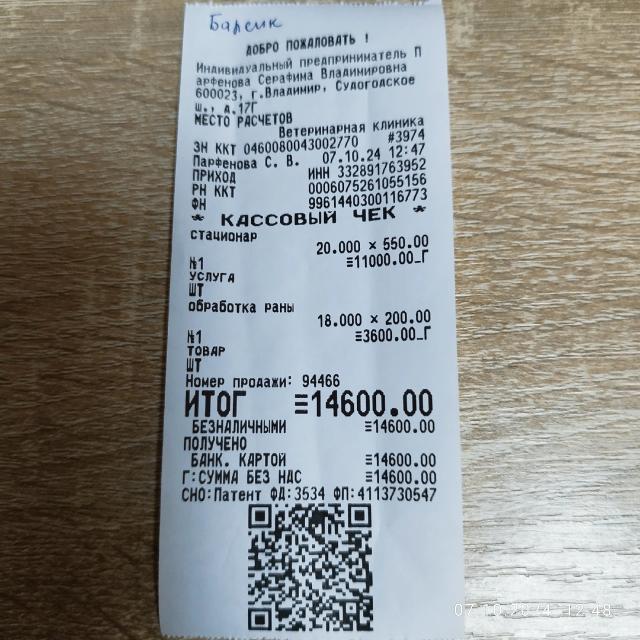 Барсик
ДОБРО ПОЖАЛОВАТЬ !
Индивидуальный предприниматель П
арфенова Серафина Владимировна
600023, г.Владимир, Судогодское
ш., д.17Г
МЕСТО РАСЧЕТОВ
Ветеринарная клиника
ЗН ККТ 0460080043002770 #3974
Парфенова С. В. 07.10.24 12:47
ПРИХОД ИНН 332891763952
РН ККТ 0006075261055156
ФН 9961440300116773
* КАССОВЫЙ ЧЕК *
стационар
20.000 × 550.00
№1 ≡11000.00_Г
УСЛУГА
ШТ
обработка раны
18.000 × 200.00
№1 ≡3600.00_Г
ТОВАР
ШТ
Номер продажи: 94466
ИТОГ ≡14600.00
БЕЗНАЛИЧНЫМИ ≡14600.00
ПОЛУЧЕНО
БАНК. КАРТОЙ ≡14600.00
Г:СУММА БЕЗ НДС ≡14600.00
СНО:Патент ФД:3534 ФП:4113730547
07.10.2024 12:48